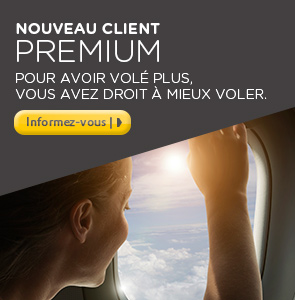 NOUVEAU CLIENT
PREMIUM
POUR AVOIR VOLÉ PLUS,
VOUS AVEZ DROIT À MIEUX VOLER.
Informez-vous |